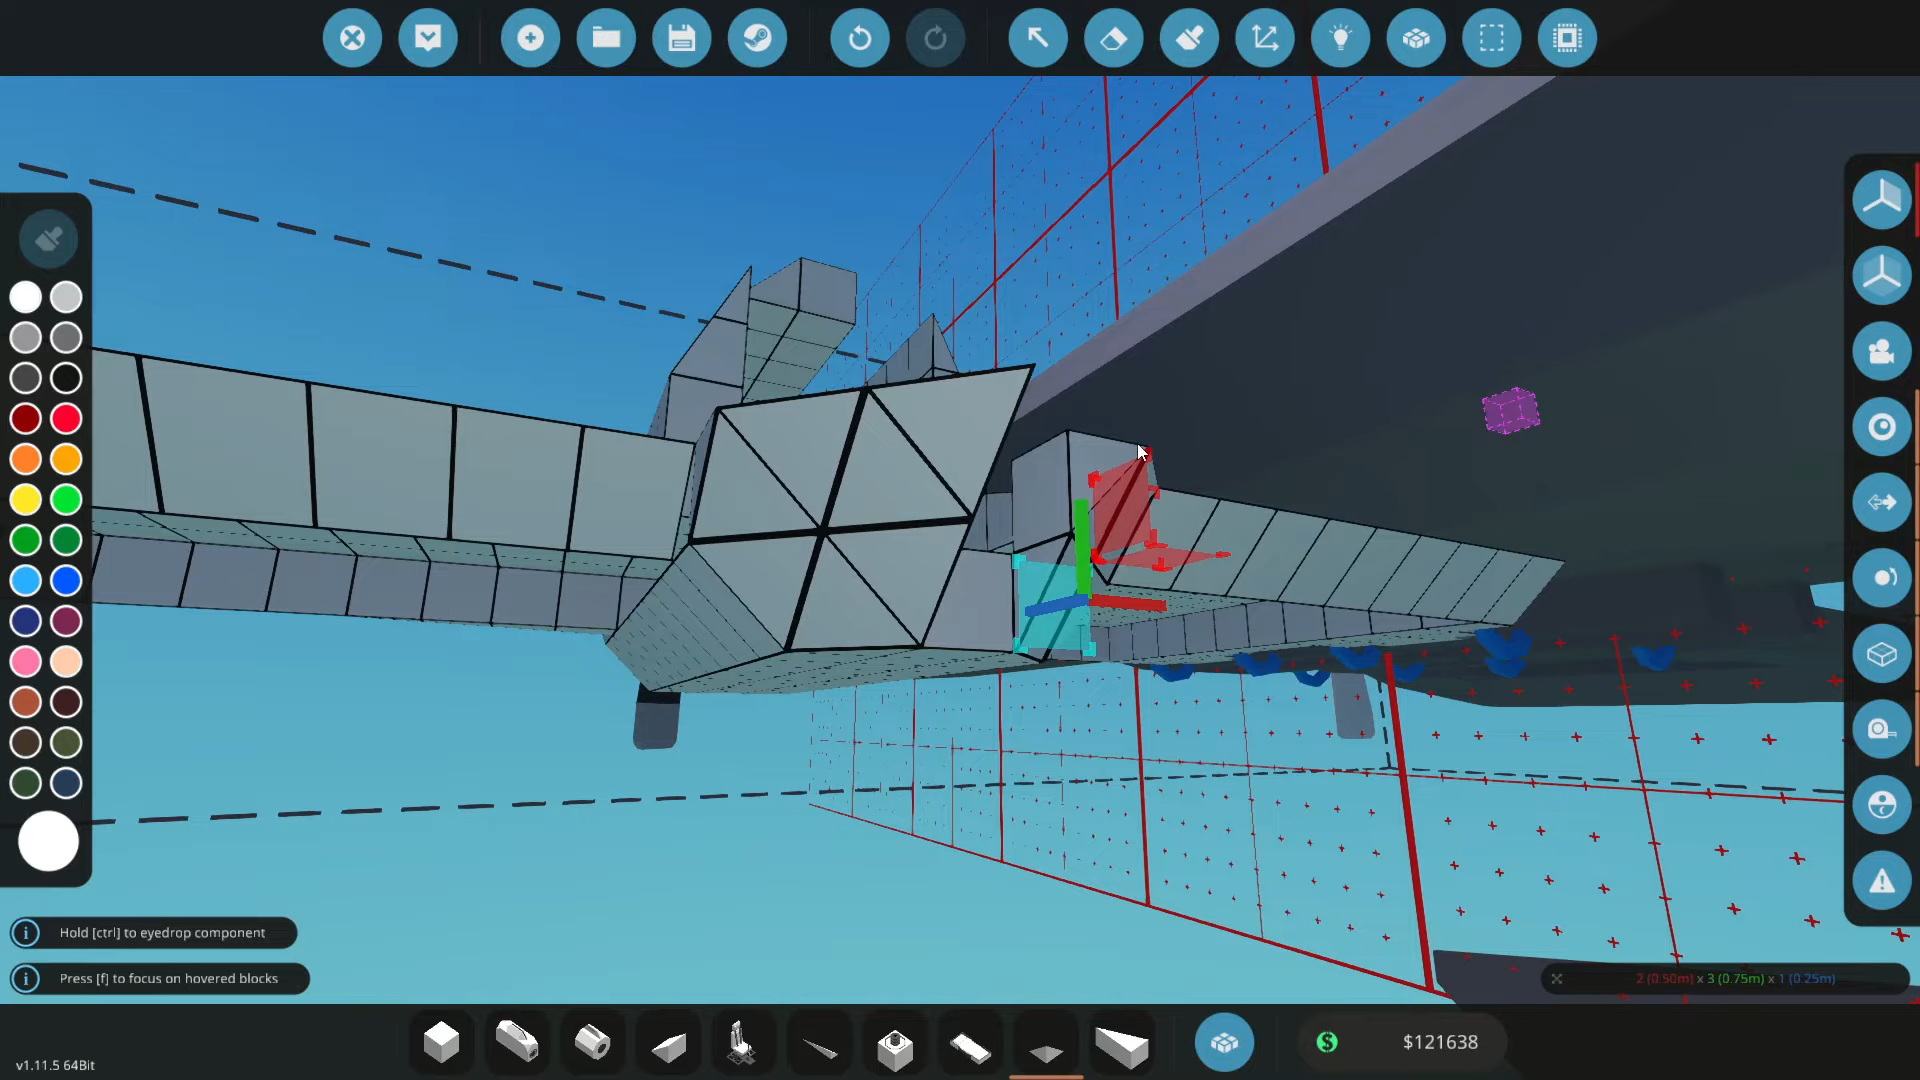 Hold [ctrl] to eyedrop component
Press [f] to focus on hovered blocks
2 (0.50m) x 3 (0.75m) x 1 (0.25m)
$121638
v1.11.5 64Bit